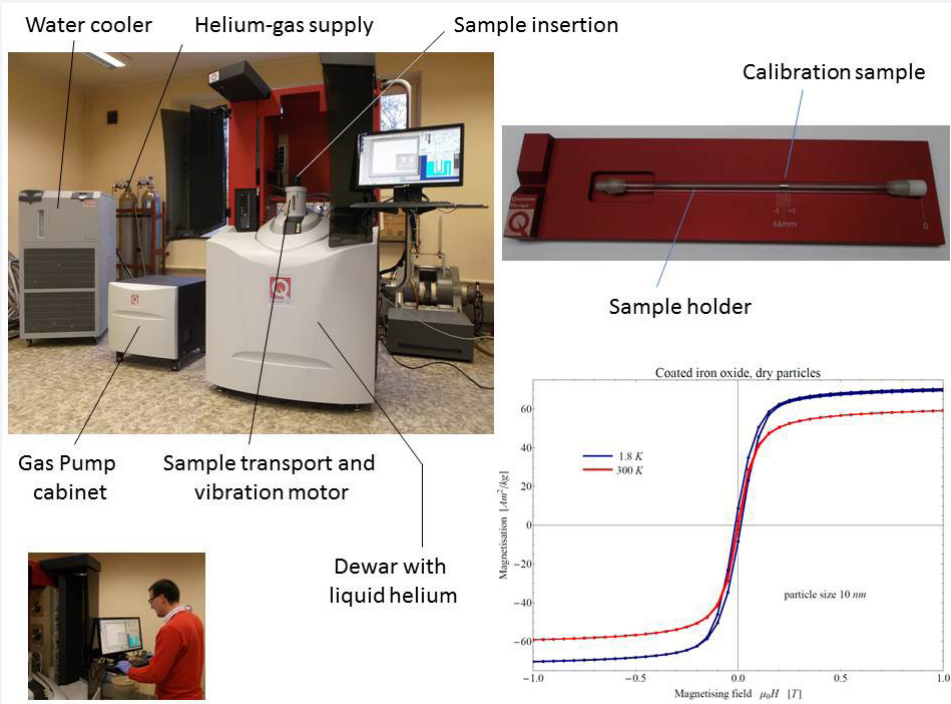 Water cooler
Helium-gas supply
Sample insertion
Calibration sample
Q
66mm
-3 +3
0
Sample holder
Gas Pump
cabinet
Sample transport and
vibration motor
Dewar with
liquid helium
Coated iron oxide, dry particles
60
40
20
0
−20
−40
−60
Magnetisation [Am²/kg]
1.8 K
300 K
particle size 10 nm
−1.0
−0.5
0.0
0.5
1.0
Magnetising field μ₀H [T]